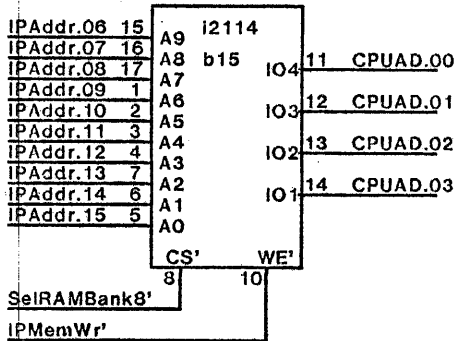 IPAddr.06 15 A9 i2114
IPAddr.07 16 A8 b15 IO4 11 CPUAD.00
IPAddr.08 17 A7
IPAddr.09 1 A6 IO3 12 CPUAD.01
IPAddr.10 2 A5
IPAddr.11 3 A4
IPAddr.12 4 A3 IO2 13 CPUAD.02
IPAddr.13 7 A2
IPAddr.14 6 A1 IO1 14 CPUAD.03
IPAddr.15 5 A0
CS' WE'
8 10
SelRAMBank8'
IPMemWr'